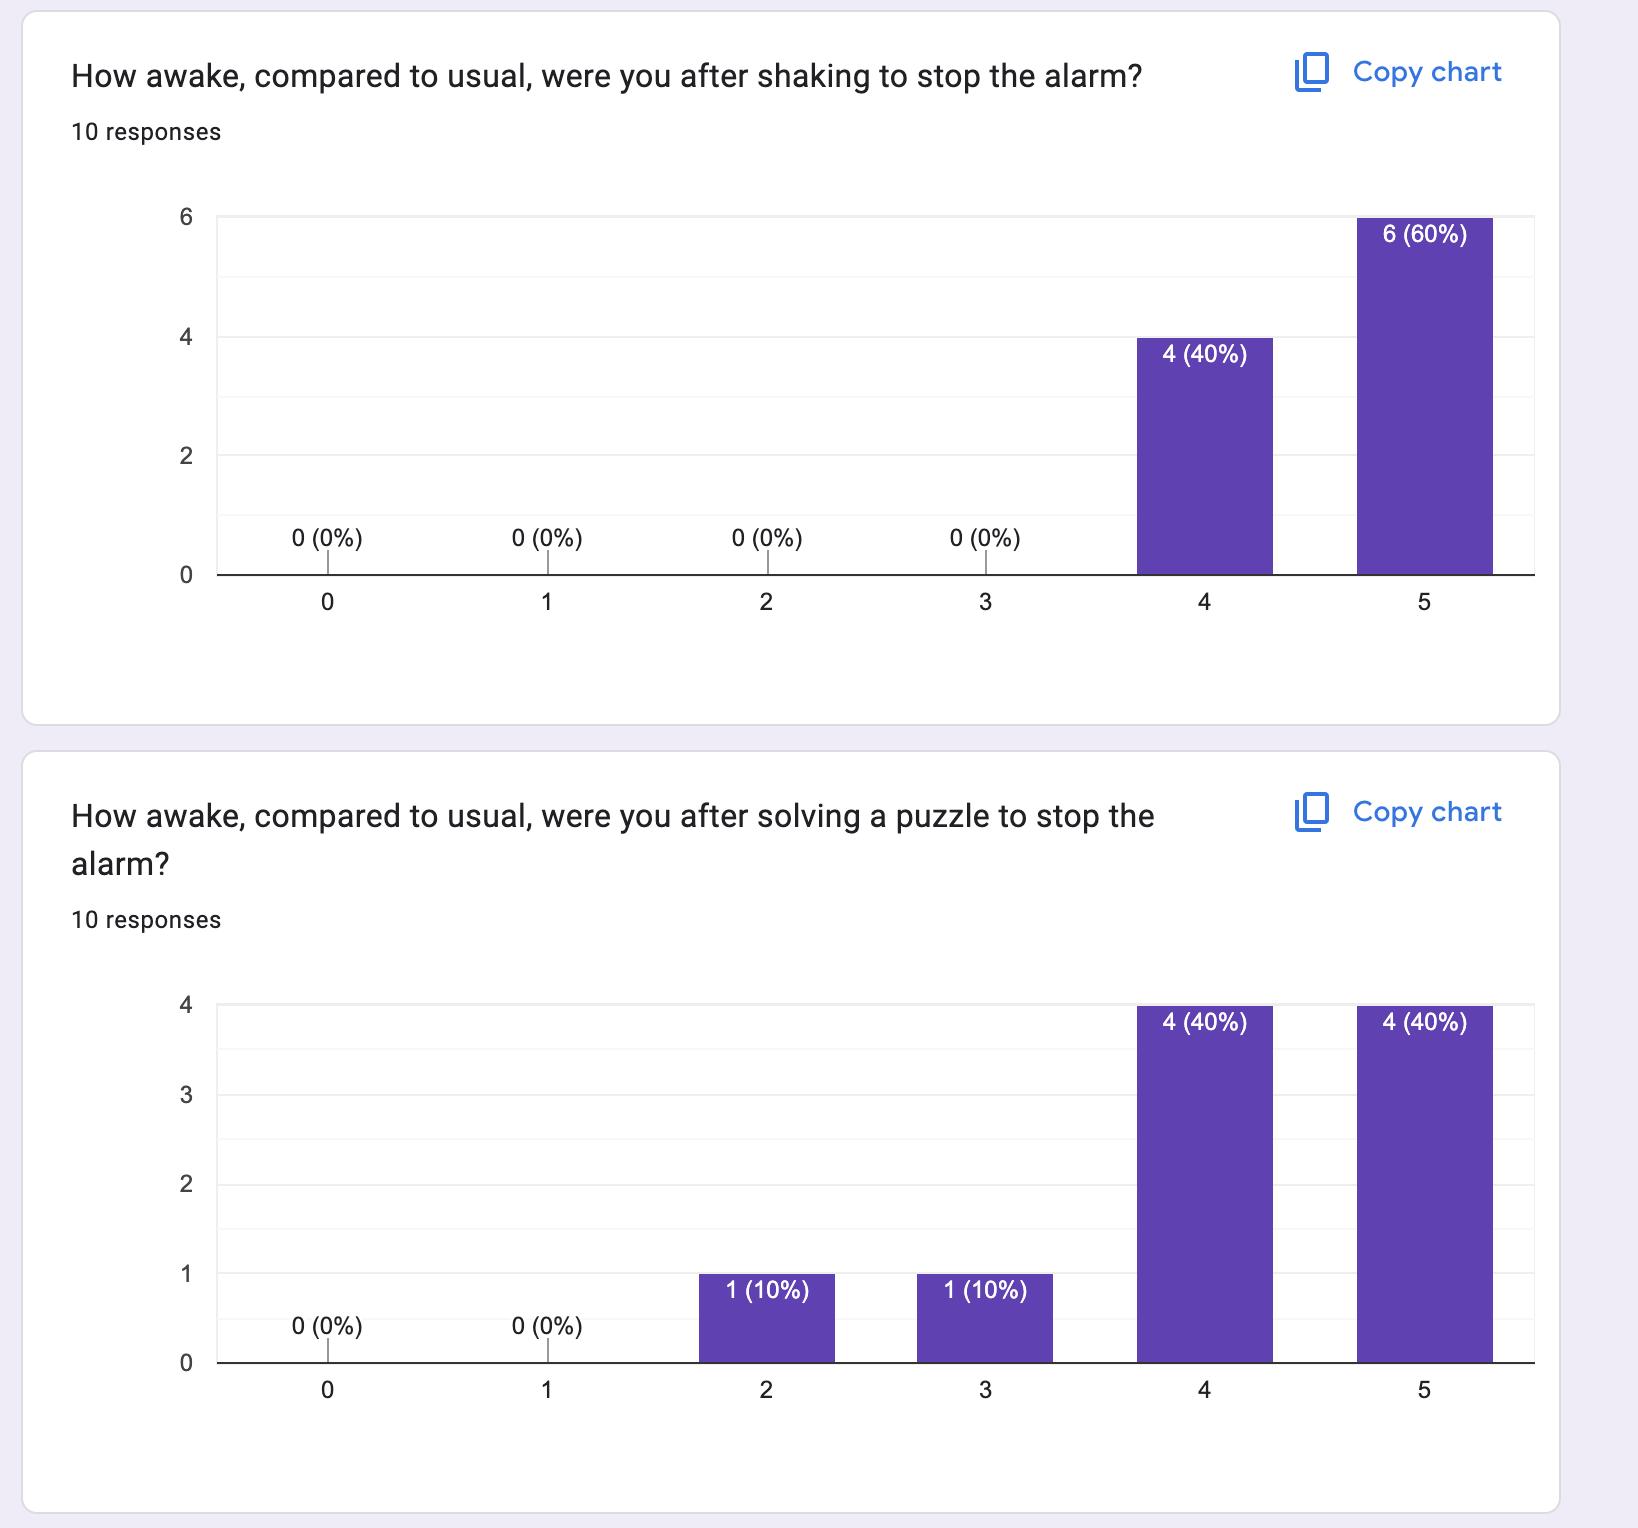 How awake, compared to usual, were you after shaking to stop the alarm?
Copy chart
10 responses
6
6 (60%)
4
4 (40%)
2
0 (0%) 0 (0%) 0 (0%) 0 (0%)
0
0 1 2 3 4 5
How awake, compared to usual, were you after solving a puzzle to stop the
alarm?
Copy chart
10 responses
4
4 (40%) 4 (40%)
3
2
1
1 (10%) 1 (10%)
0 (0%) 0 (0%)
0
0 1 2 3 4 5